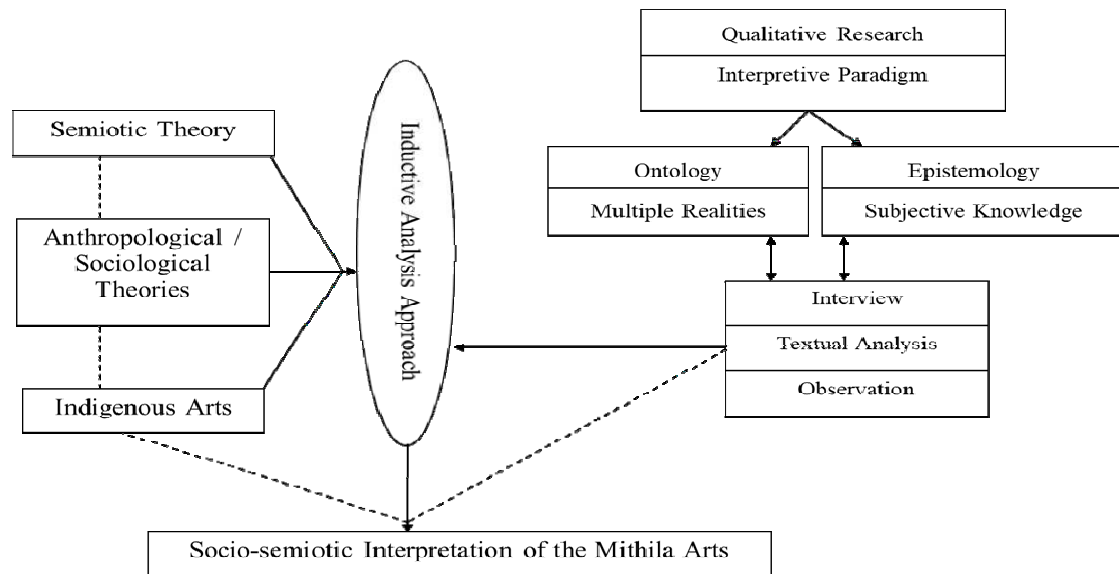 Qualitative Research
Interpretive Paradigm
Semiotic Theory
Anthropological /
Sociological
Theories
Indigenous Arts
Inductive Analysis Approach
Ontology
Multiple Realities
Epistemology
Subjective Knowledge
Interview
Textual Analysis
Observation
Socio-semiotic Interpretation of the Mithila Arts